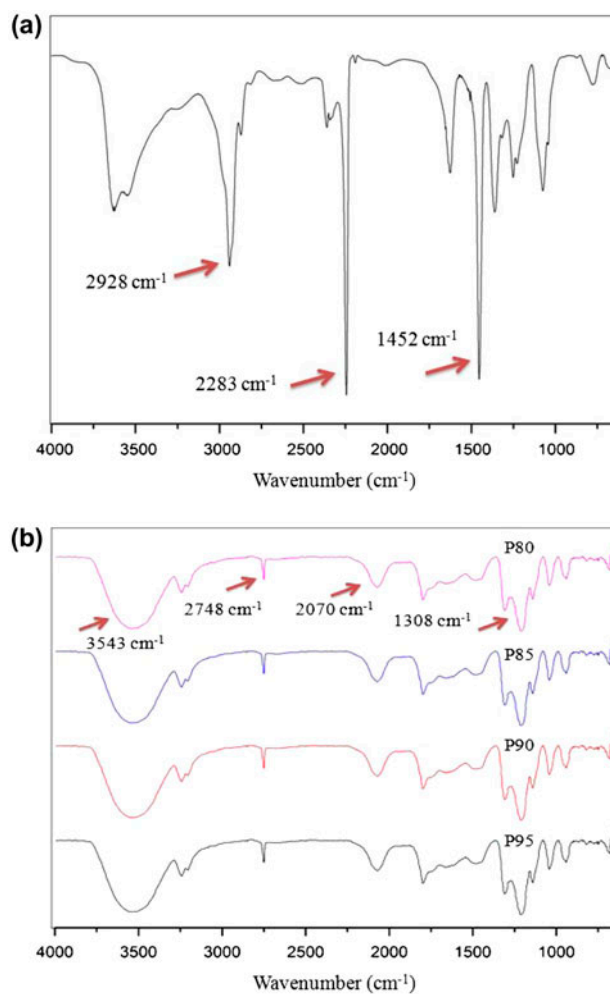 (a)
2928 cm-1
2283 cm-1
1452 cm-1
4000 3500 3000 2500 2000 1500 1000
Wavenumber (cm-1)
(b)
P80
3543 cm-1
2748 cm-1
2070 cm-1
1308 cm-1
P85
P90
P95
4000 3500 3000 2500 2000 1500 1000
Wavenumber (cm-1)